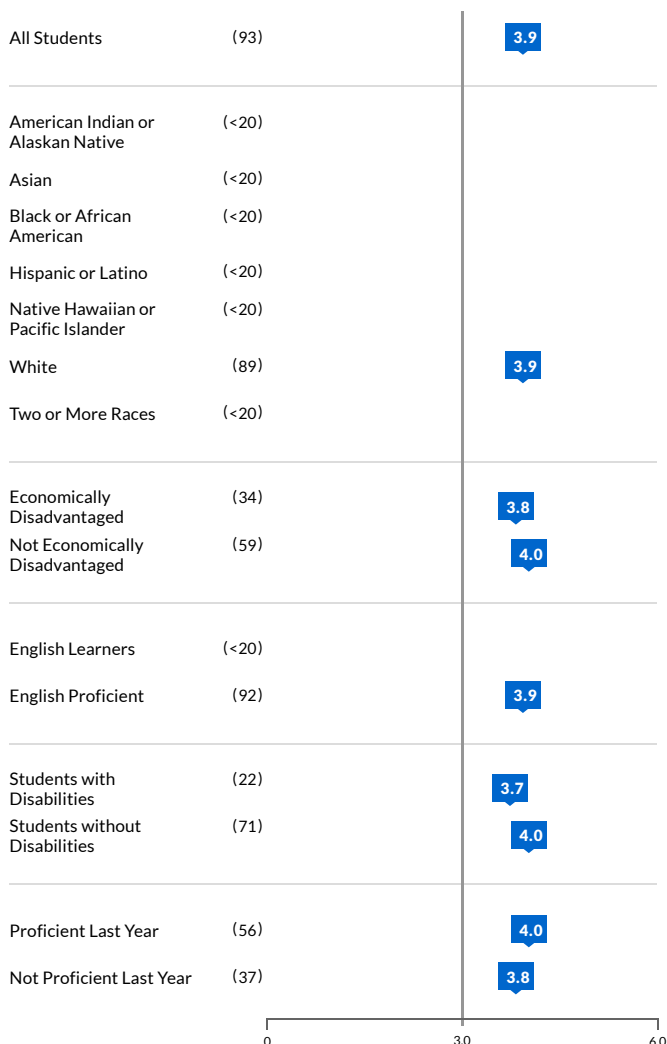 All Students (93) 3.9
American Indian or (<20)
Alaskan Native
Asian (<20)
Black or African (<20)
American
Hispanic or Latino (<20)
Native Hawaiian or (<20)
Pacific Islander
White (89) 3.9
Two or More Races (<20)
Economically (34) 3.8
Disadvantaged
Not Economically (59) 4.0
Disadvantaged
English Learners (<20)
English Proficient (92) 3.9
Students with (22) 3.7
Disabilities
Students without (71) 4.0
Disabilities
Proficient Last Year (56) 4.0
Not Proficient Last Year (37) 3.8
0 3.0 6.0